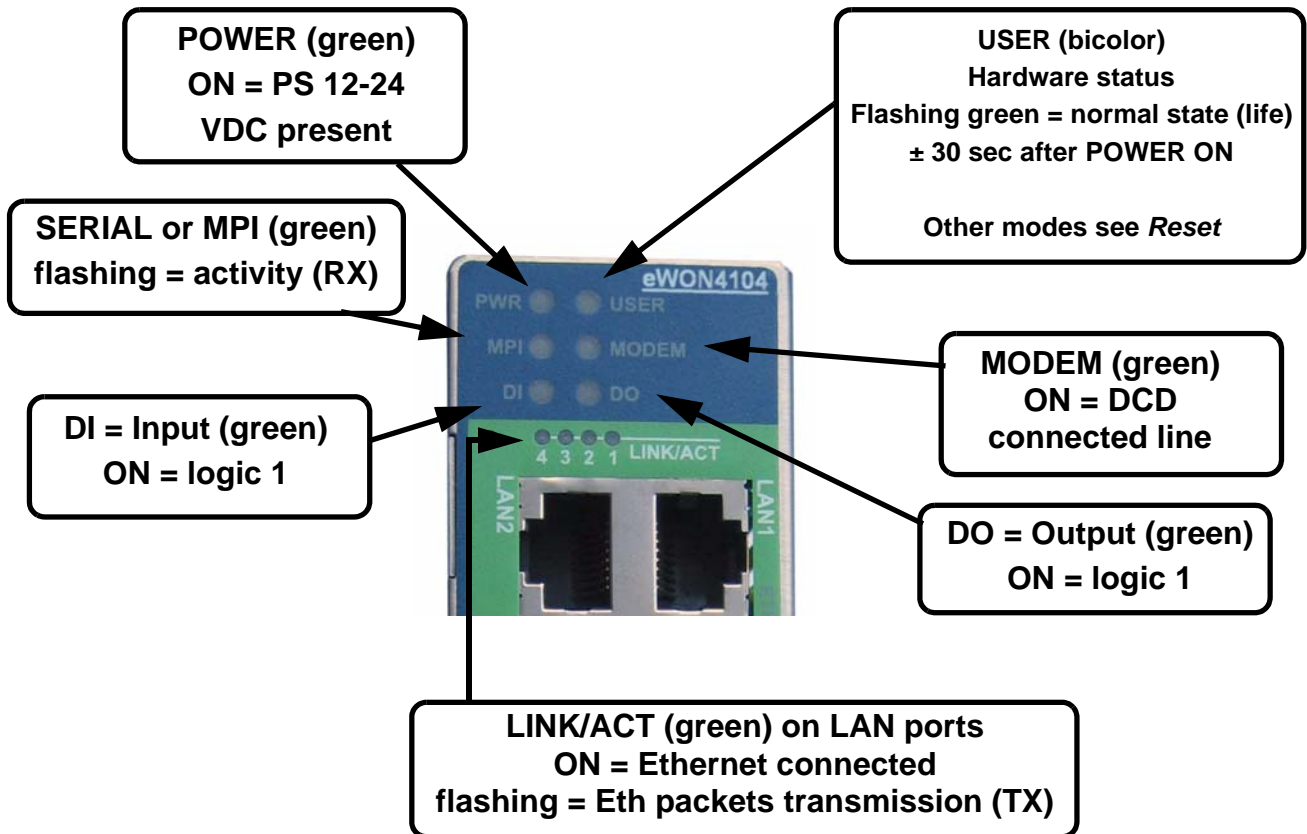 POWER (green)
ON = PS 12-24
VDC present
USER (bicolor)
Hardware status
Flashing green = normal state (life)
± 30 sec after POWER ON
Other modes see Reset
SERIAL or MPI (green)
flashing = activity (RX)
eWON4104
PWR
USER
MPI
MODEM
DI
DO
MODEM (green)
ON = DCD
connected line
DI = Input (green)
ON = logic 1
4 3 2 1 LINK/ACT
LAN2
LAN1
DO = Output (green)
ON = logic 1
LINK/ACT (green) on LAN ports
ON = Ethernet connected
flashing = Eth packets transmission (TX)